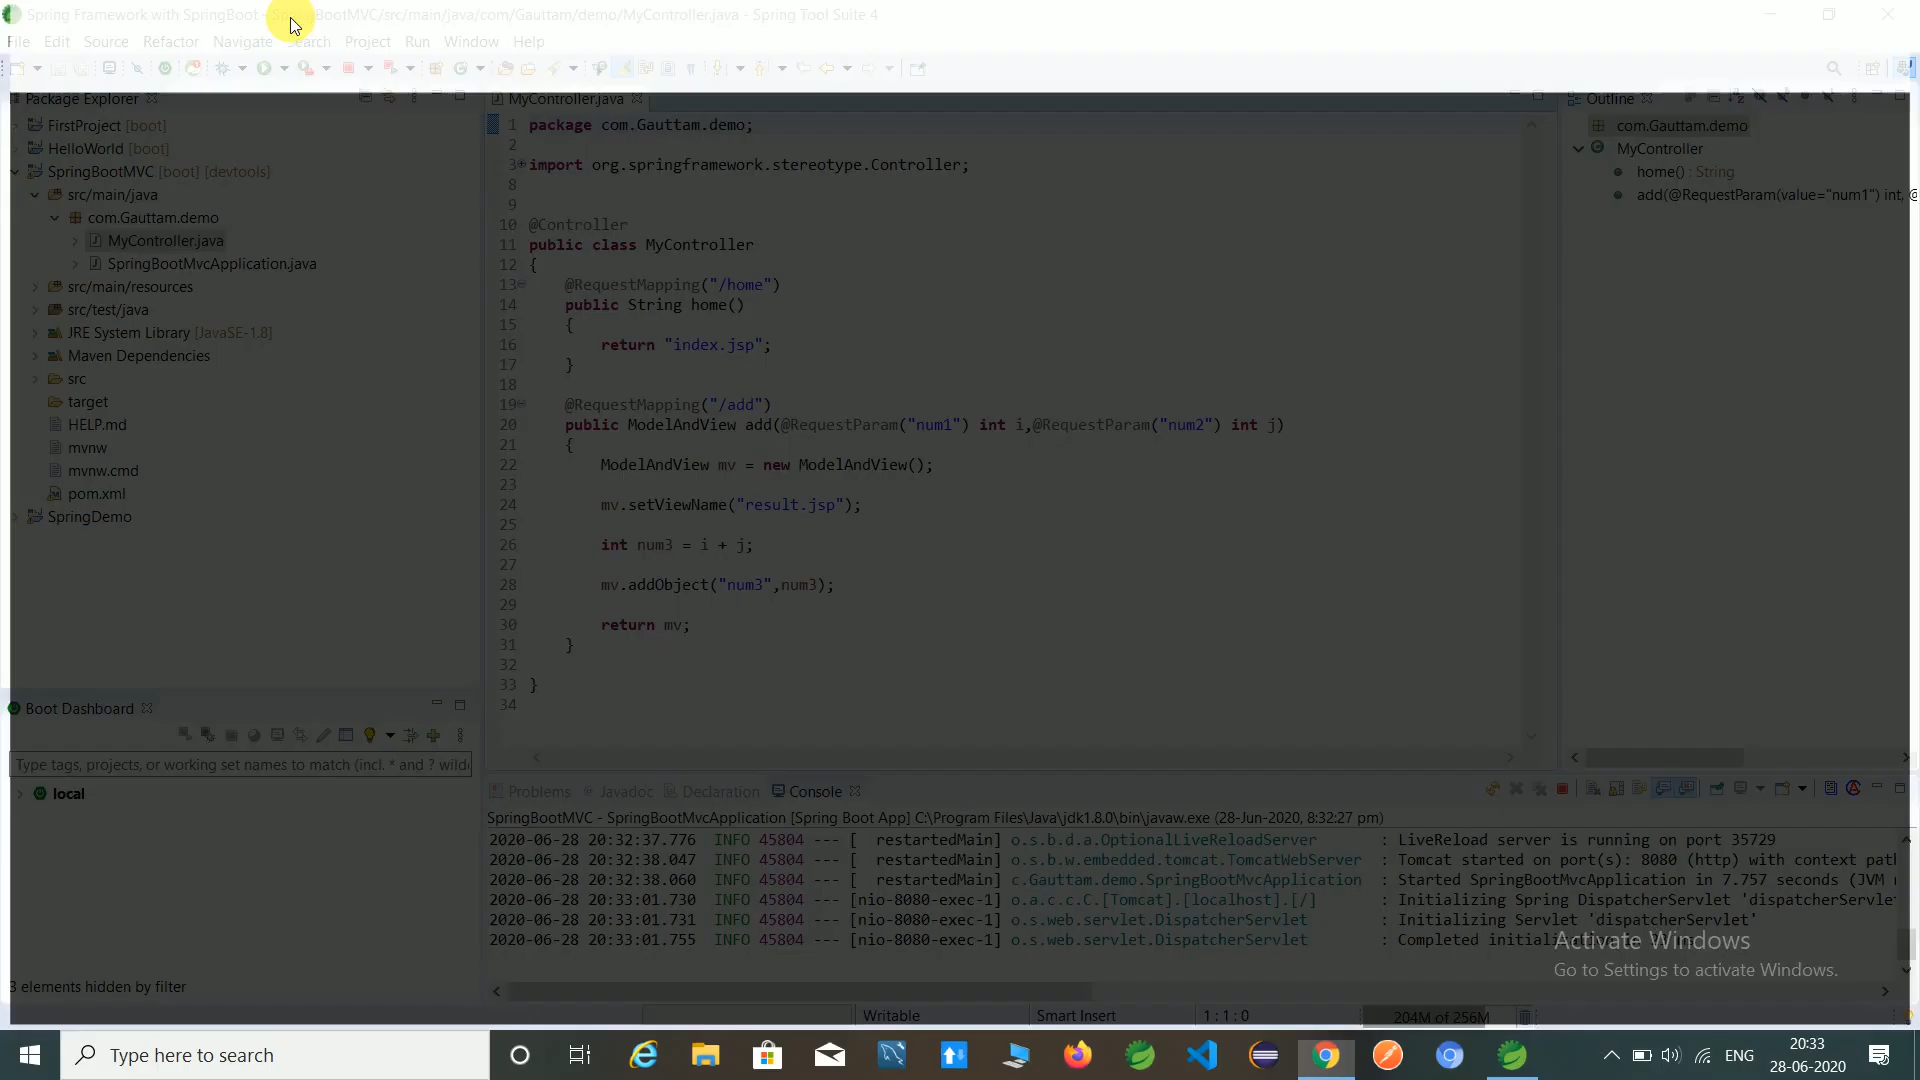 Spring Framework with SpringBoot - SpringBootMVC/src/main/java/com/Gauttam/demo/MyController.java - Spring Tool Suite 4
File Edit Source Refactor Navigate Search Project Run Window Help
Package Explorer
FirstProject [boot]
HelloWorld [boot]
SpringBootMVC [boot] [devtools]
src/main/java
com.Gauttam.demo
MyController.java
SpringBootMvcApplication.java
src/main/resources
src/test/java
JRE System Library [JavaSE-1.8]
Maven Dependencies
src
target
HELP.md
mvnw
mvnw.cmd
pom.xml
SpringDemo
MyController.java
1 package com.Gauttam.demo;
2
3 import org.springframework.stereotype.Controller;
8
9
10 @Controller
11 public class MyController
12 {
13 @RequestMapping("/home")
14 public String home()
15 {
16 return "index.jsp";
17 }
18
19 @RequestMapping("/add")
20 public ModelAndView add(@RequestParam("num1") int i,@RequestParam("num2") int j)
21 {
22 ModelAndView mv = new ModelAndView();
23
24 mv.setViewName("result.jsp");
25
26 int num3 = i + j;
27
28 mv.addObject("num3",num3);
29
30 return mv;
31 }
32
33 }
34
Outline
com.Gauttam.demo
MyController
home() : String
add(@RequestParam(value="num1") int, @
Boot Dashboard
Type tags, projects, or working set names to match (incl. * and ? wild
local
3 elements hidden by filter
Problems Javadoc Declaration Console
SpringBootMVC - SpringBootMvcApplication [Spring Boot App] C:\Program Files\Java\jdk1.8.0\bin\javaw.exe (28-Jun-2020, 8:32:27 pm)
2020-06-28 20:32:37.776 INFO 45804 --- [ restartedMain] o.s.b.d.a.OptionalLiveReloadServer : LiveReload server is running on port 35729
2020-06-28 20:32:38.047 INFO 45804 --- [ restartedMain] o.s.b.w.embedded.tomcat.TomcatWebServer : Tomcat started on port(s): 8080 (http) with context path
2020-06-28 20:32:38.060 INFO 45804 --- [ restartedMain] c.Gauttam.demo.SpringBootMvcApplication : Started SpringBootMvcApplication in 7.757 seconds (JVM
2020-06-28 20:33:01.730 INFO 45804 --- [nio-8080-exec-1] o.a.c.c.C.[Tomcat].[localhost].[/] : Initializing Spring DispatcherServlet 'dispatcherServlet
2020-06-28 20:33:01.731 INFO 45804 --- [nio-8080-exec-1] o.s.web.servlet.DispatcherServlet : Initializing Servlet 'dispatcherServlet'
2020-06-28 20:33:01.755 INFO 45804 --- [nio-8080-exec-1] o.s.web.servlet.DispatcherServlet : Completed
Activate Windows
Go to Settings to activate Windows.
Writable Smart Insert 1 : 1 : 0 204M of 256M
Type here to search
ENG
20:33
28-06-2020